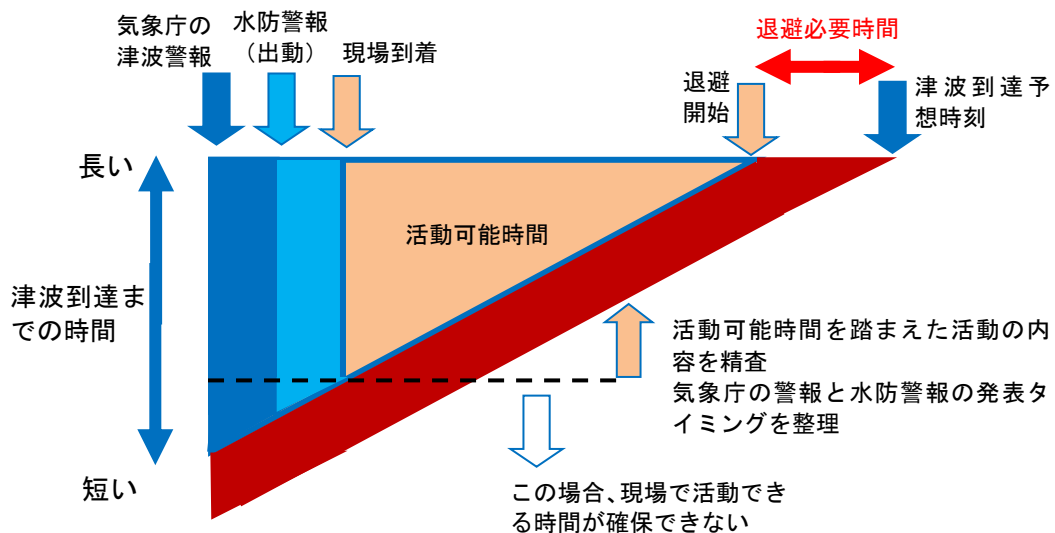 気象庁の
津波警報
水防警報
（出動）
現場到着
退避必要時間
退避
開始
津波到達予
想時刻
長い
活動可能時間
津波到達ま
での時間
活動可能時間を踏まえた活動の内
容を精査
気象庁の警報と水防警報の発表タ
イミングを整理
短い
この場合、現場で活動でき
る時間が確保できない